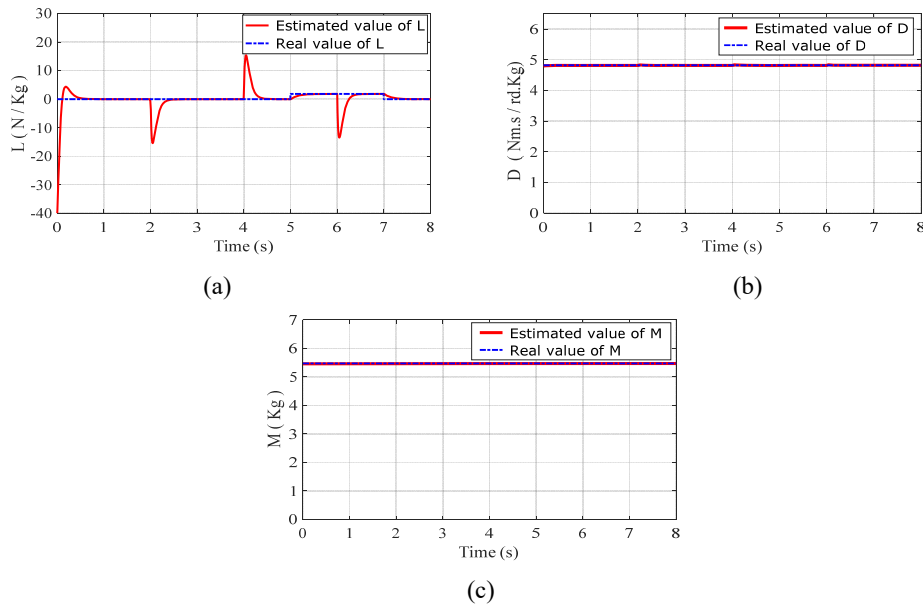 Estimated value of L
Real value of L
30
20
10
0
-10
-20
-30
-40
L ( N / Kg )
0 1 2 3 4 5 6 7 8
Time (s)
(a)
Estimated value of D
Real value of D
6
5
4
3
2
1
0
D ( Nm.s / rd.Kg)
0 1 2 3 4 5 6 7 8
Time (s)
(b)
Estimated value of M
Real value of M
7
6
5
4
3
2
1
0
M ( Kg )
0 1 2 3 4 5 6 7 8
Time (s)
(c)